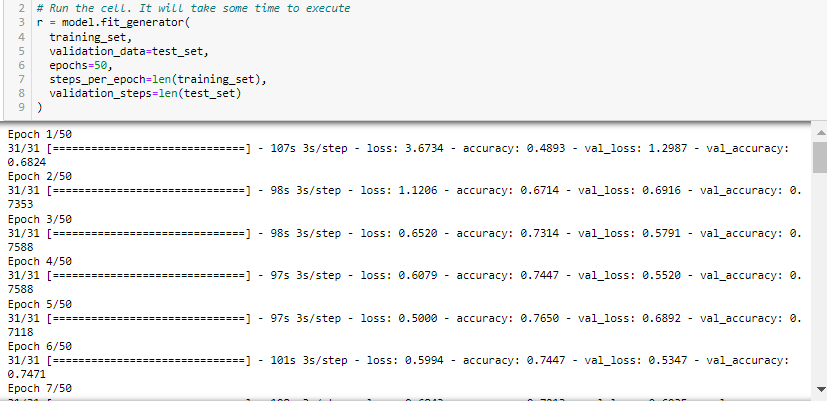 2 # Run the cell. It will take some time to execute
3 r = model.fit_generator(
4 training_set,
5 validation_data=test_set,
6 epochs=50,
7 steps_per_epoch=len(training_set),
8 validation_steps=len(test_set)
9 )
Epoch 1/50
31/31 [==============================] - 107s 3s/step - loss: 3.6734 - accuracy: 0.4893 - val_loss: 1.2987 - val_accuracy:
0.6824
Epoch 2/50
31/31 [==============================] - 98s 3s/step - loss: 1.1206 - accuracy: 0.6714 - val_loss: 0.6916 - val_accuracy: 0.
7353
Epoch 3/50
31/31 [==============================] - 98s 3s/step - loss: 0.6520 - accuracy: 0.7314 - val_loss: 0.5791 - val_accuracy: 0.
7588
Epoch 4/50
31/31 [==============================] - 97s 3s/step - loss: 0.6079 - accuracy: 0.7447 - val_loss: 0.5520 - val_accuracy: 0.
7588
Epoch 5/50
31/31 [==============================] - 97s 3s/step - loss: 0.5000 - accuracy: 0.7650 - val_loss: 0.6892 - val_accuracy: 0.
7118
Epoch 6/50
31/31 [==============================] - 101s 3s/step - loss: 0.5994 - accuracy: 0.7447 - val_loss: 0.5347 - val_accuracy:
0.7471
Epoch 7/50